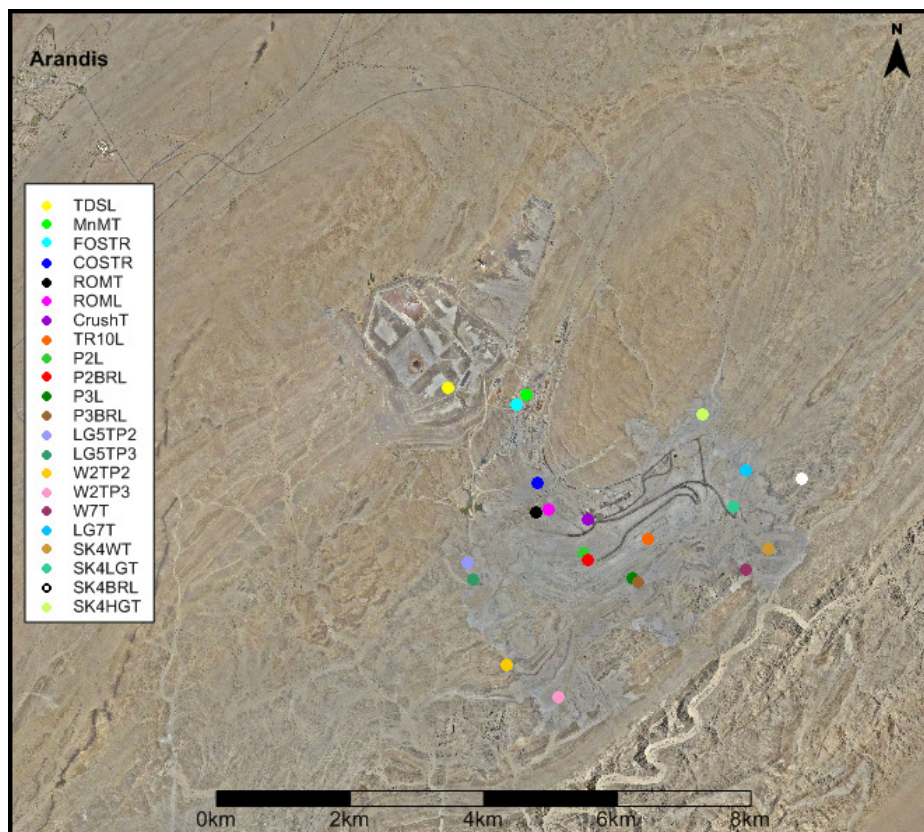 N
Arandis
TDSL
MnMT
FOSTR
COSTR
ROMT
ROML
CrushT
TR10L
P2L
P2BRL
P3L
P3BRL
LG5TP2
LG5TP3
W2TP2
W2TP3
W7T
LG7T
SK4WT
SK4LGT
SK4BRL
SK4HGT
0km 2km 4km 6km 8km